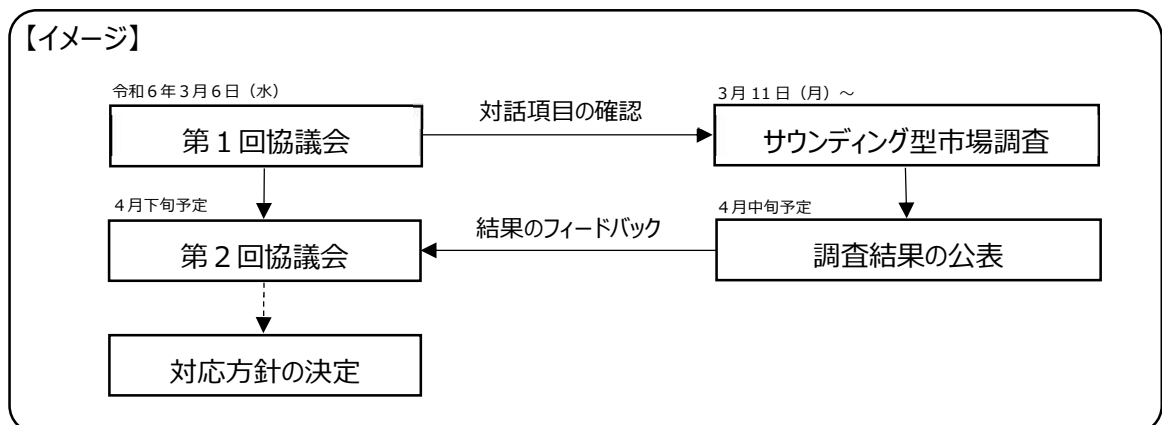 【イメージ】
令和６年３月６日（水）
第１回協議会
対話項目の確認
３月 11 日（月）～
サウンディング型市場調査
４月下旬予定
第２回協議会
結果のフィードバック
４月中旬予定
調査結果の公表
対応方針の決定